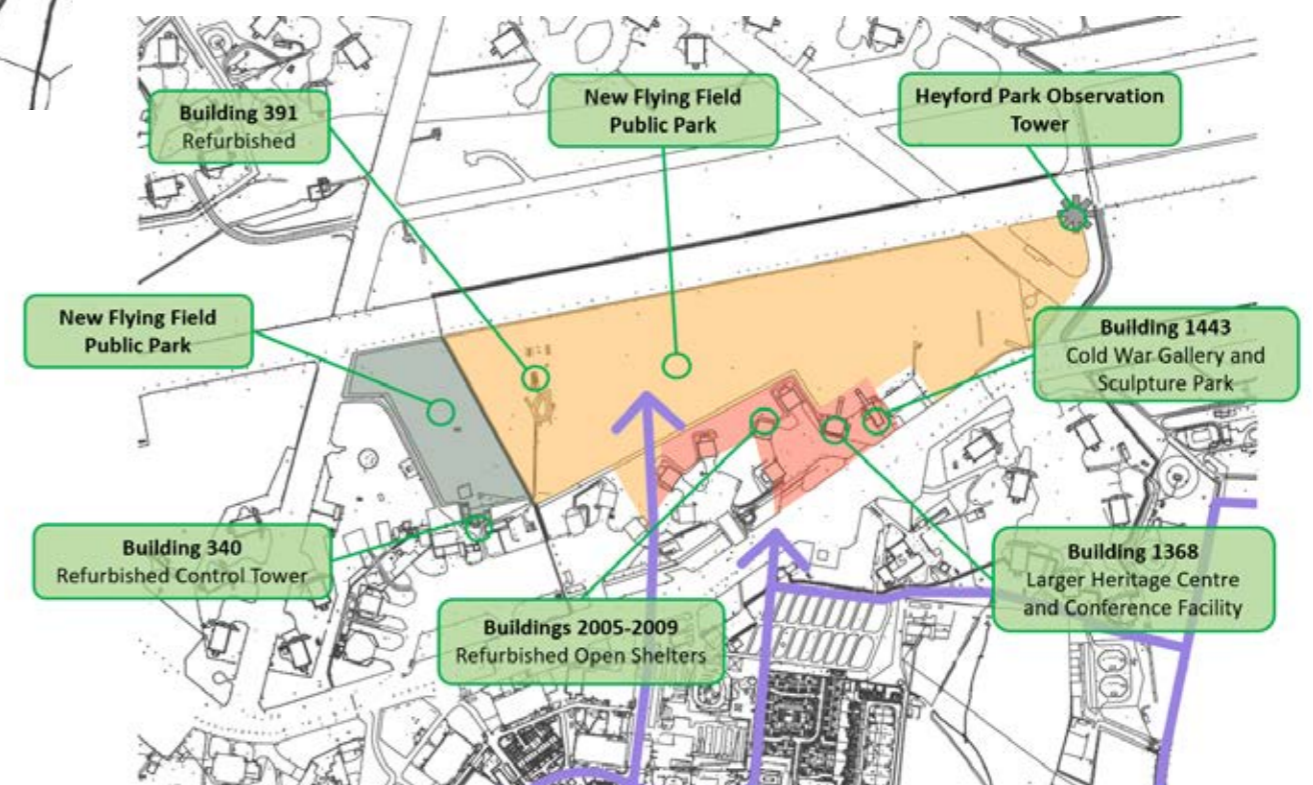 Building 391
Refurbished
New Flying Field
Public Park
Heyford Park Observation
Tower
New Flying Field
Public Park
Building 1443
Cold War Gallery and
Sculpture Park
Building 340
Refurbished Control Tower
Buildings 2005-2009
Refurbished Open Shelters
Building 1368
Larger Heritage Centre
and Conference Facility